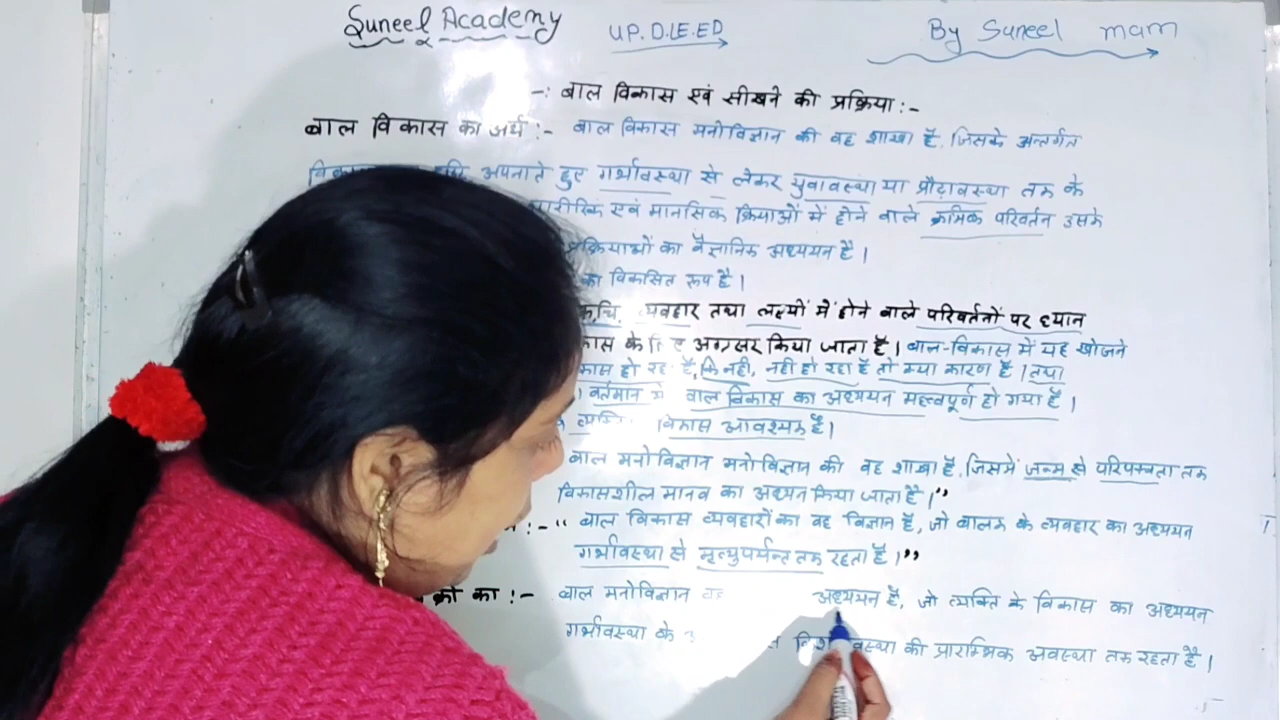 Suneel Academy UP. D.LE.ED By Suneel mam
-: बाल विकास एवं सीखने की प्रक्रिया:-
बाल विकास का अर्थ :- बाल विकास मनोविज्ञान की वह शाखा है, जिसके अन्तर्गत
अपनाते हुए गर्भावस्था से लेकर युवावस्था या प्रौढ़ावस्था तक के
शारीरिक एवं मानसिक क्रियाओं में होने वाले क्रमिक परिवर्तन उसके
का वैज्ञानिक अध्ययन है।
का विकसित रूप है।
तथा लक्ष्यों में होने वाले परिवर्तनों पर ध्यान
के अग्रसर किया जाता है। बाल-विकास में यह खोजने
हो है, कि नही, नही हो रहा है तो क्या कारण है। तथा
वर्तमान बाल विकास का अध्ययन महत्वपूर्ण हो गया है।
विकास आवश्यक है।
बाल मनोविज्ञान मनोविज्ञान की वह शाखा है, जिसमें जन्म से परिपक्वता तक
विकासशील मानव का अध्यन किया जाता है।”
:- “ बाल विकास व्यवहारों का वह विज्ञान है, जो बालक के व्यवहार का अध्ययन
गर्भावस्था से मृत्युपर्यन्त तक रहता है।”
का :- बाल मनोविज्ञान अध्ययन है, जो व्यक्ति के विकास का अध्ययन
गर्भावस्था के की प्रारम्भिक अवस्था तक रहता है।